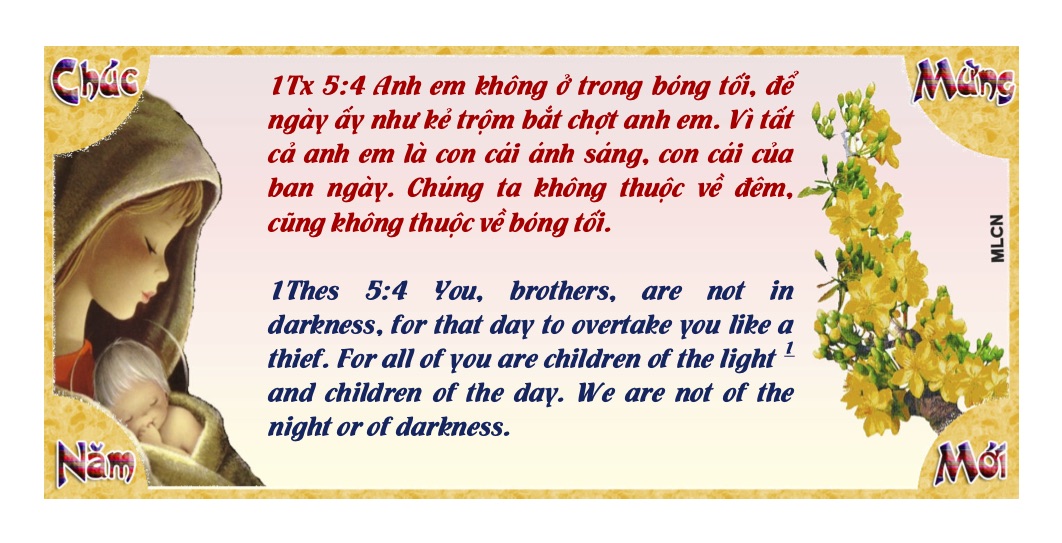 Chúc
Mừng
1Tx 5:4 Anh em không ở trong bóng tối, để
ngày ấy như kẻ trộm bắt chợt anh em. Vì tất
cả anh em là con cái ánh sáng, con cái của
ban ngày. Chúng ta không thuộc về đêm,
cũng không thuộc về bóng tối.
MLCN
1Thes 5:4 You, brothers, are not in
darkness, for that day to overtake you like a
thief. For all of you are children of the light 1
and children of the day. We are not of the
night or of darkness.
Năm
Mới